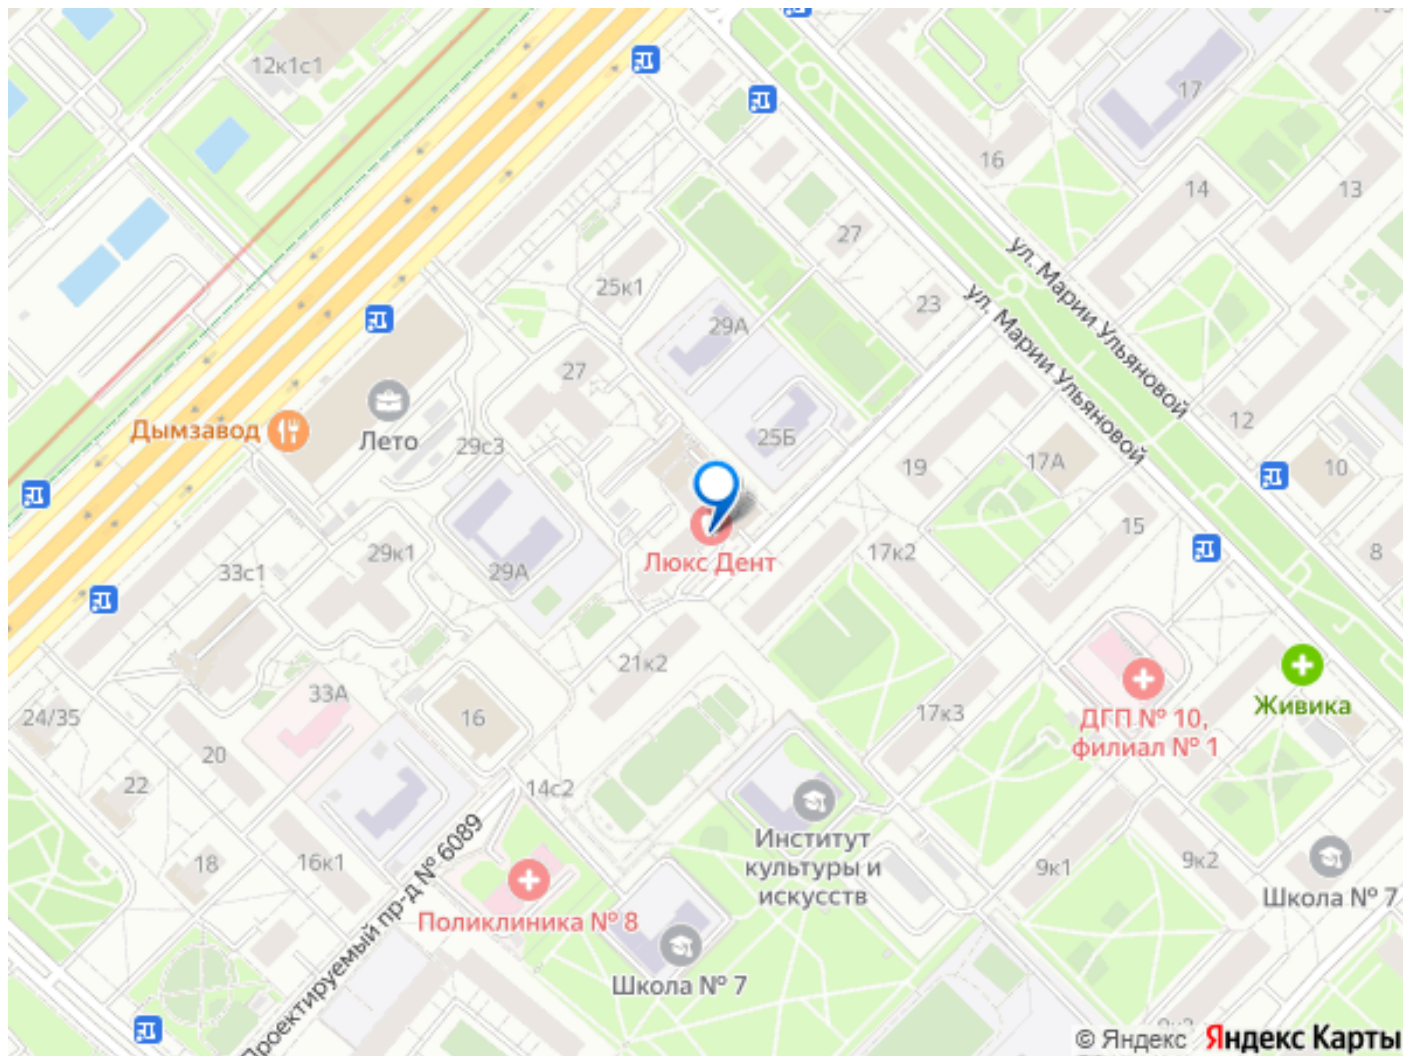 12к1с1
17
16
14
13
27
25к1
23
29А
ул. Марии Ульяновой
ул. Марии Ульяновой
27
Дымзавод
Лето
29с3
25Б
19
17А
12
10
15
8
29к1
29А
33с1
Люкс Дент
17к2
21к2
33А
24/35
16
17к3
ДГП № 10,
филиал № 1
Живика
20
22
14с2
Институт
культуры и
искусств
18
16к1
9к1
9к2
Школа № 7
Поликлиника № 8
Школа № 7
Проектируемый пр-д № 6089
© Яндекс Яндекс Карты